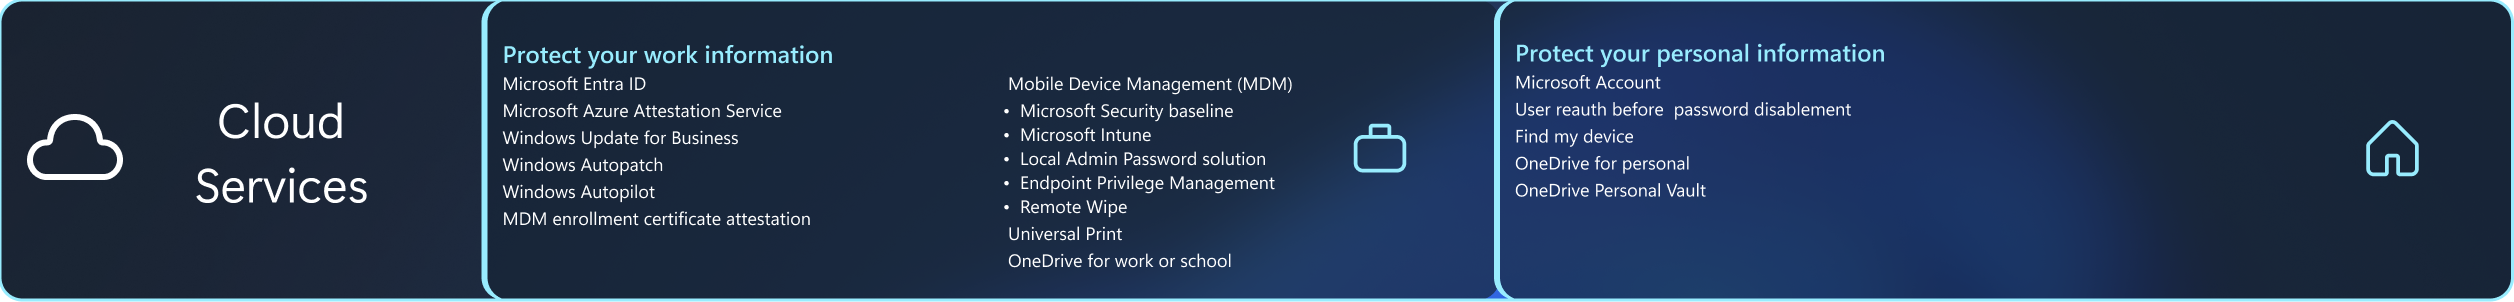 Cloud
Services
Protect your work information
Microsoft Entra ID
Microsoft Azure Attestation Service
Windows Update for Business
Windows Autopatch
Windows Autopilot
MDM enrollment certificate attestation
Mobile Device Management (MDM)
• Microsoft Security baseline
• Microsoft Intune
• Local Admin Password solution
• Endpoint Privilege Management
• Remote Wipe
Universal Print
OneDrive for work or school
Protect your personal information
Microsoft Account
User reauth before  password disablement
Find my device
OneDrive for personal
OneDrive Personal Vault